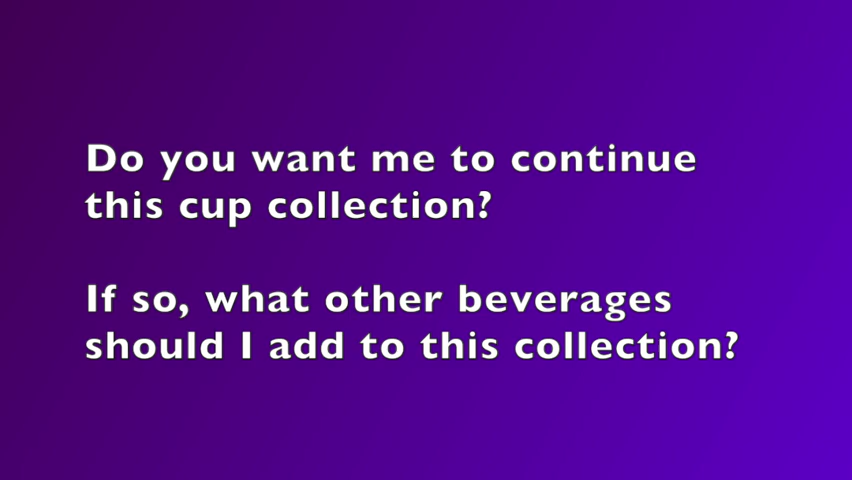 Do you want me to continue
this cup collection?
If so, what other beverages
should I add to this collection?